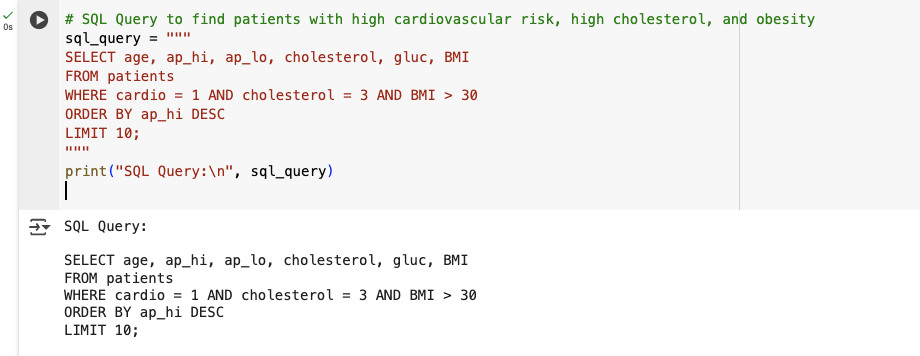 # SQL Query to find patients with high cardiovascular risk, high cholesterol, and obesity
sql_query = """
SELECT age, ap_hi, ap_lo, cholesterol, gluc, BMI
FROM patients
WHERE cardio = 1 AND cholesterol = 3 AND BMI > 30
ORDER BY ap_hi DESC
LIMIT 10;
"""
print("SQL Query:\n", sql_query)
0s
SQL Query:

SELECT age, ap_hi, ap_lo, cholesterol, gluc, BMI
FROM patients
WHERE cardio = 1 AND cholesterol = 3 AND BMI > 30
ORDER BY ap_hi DESC
LIMIT 10;